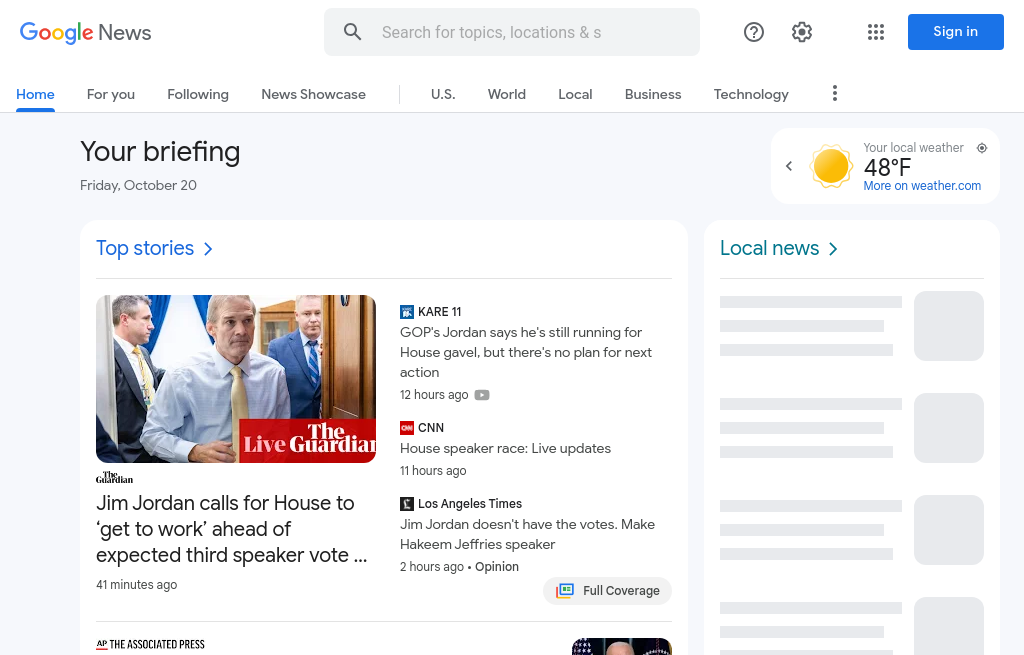 Google News
Search for topics, locations & s
Sign in
Home
For you
Following
News Showcase
U.S.
World
Local
Business
Technology
Your briefing
Friday, October 20
Your local weather
48°F
More on weather.com
Top stories
Live The Guardian
The Guardian
Jim Jordan calls for House to
‘get to work’ ahead of
expected third speaker vote ...
41 minutes ago
KARE 11
GOP's Jordan says he's still running for
House gavel, but there's no plan for next
action
12 hours ago
CNN
House speaker race: Live updates
11 hours ago
Los Angeles Times
Jim Jordan doesn't have the votes. Make
Hakeem Jeffries speaker
2 hours ago • Opinion
Full Coverage
AP THE ASSOCIATED PRESS
Local news